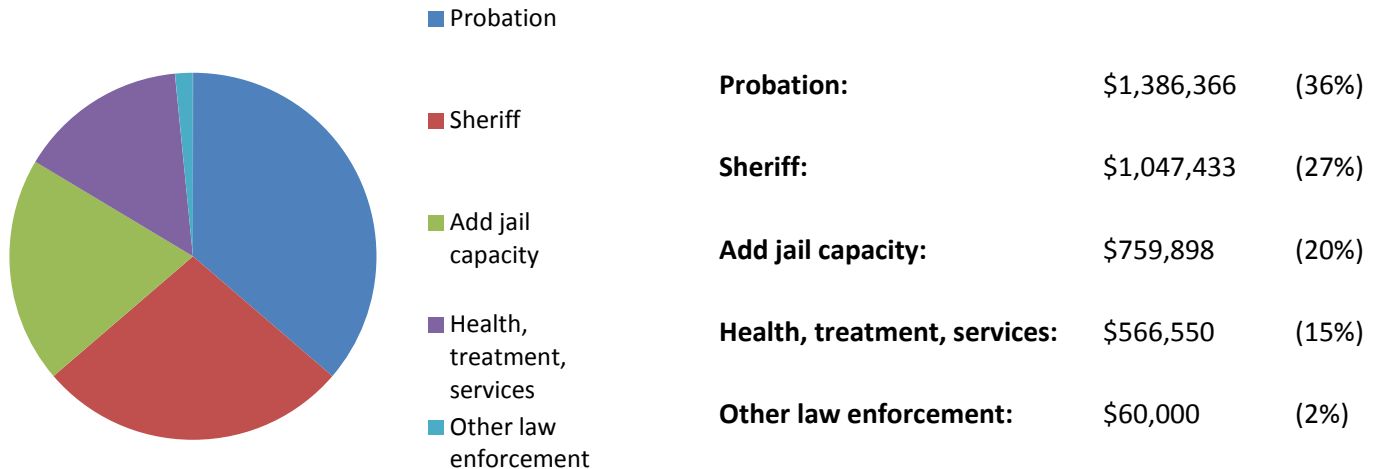 Probation
Sheriff
Add jail
capacity
Health,
treatment,
services
Other law
enforcement
Probation: $1,386,366 (36%)
Sheriff: $1,047,433 (27%)
Add jail capacity: $759,898 (20%)
Health, treatment, services: $566,550 (15%)
Other law enforcement: $60,000 (2%)